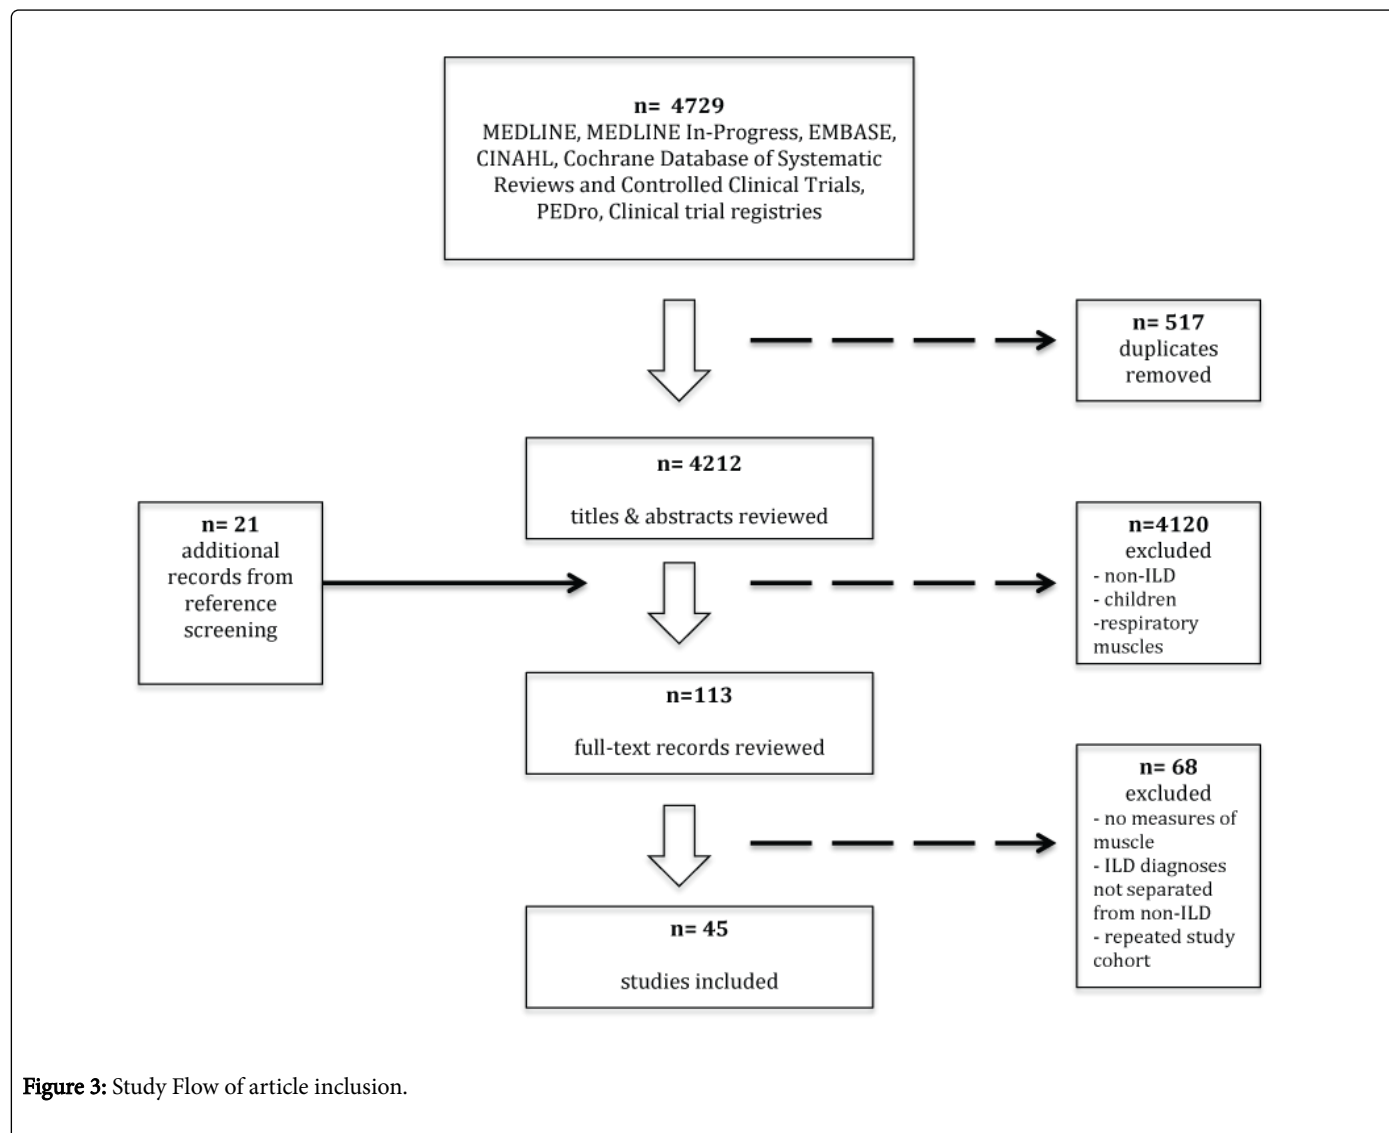 n= 4729
MEDLINE, MEDLINE In-Progress, EMBASE,
CINAHL, Cochrane Database of Systematic
Reviews and Controlled Clinical Trials,
PEDro, Clinical trial registries
n= 517
duplicates
removed
n= 4212
titles & abstracts reviewed
n= 21
additional
records from
reference
screening
n=4120
excluded
- non-ILD
- children
-respiratory
muscles
n=113
full-text records reviewed
n= 68
excluded
- no measures of
muscle
- ILD diagnoses
not separated
from non-ILD
- repeated study
cohort
n= 45
studies included
Figure 3: Study Flow of article inclusion.